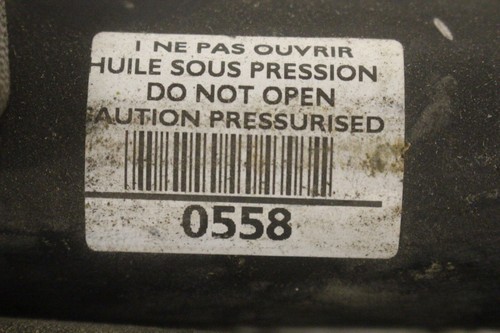 ! NE PAS OUVRIR
HUILE SOUS PRESSION
DO NOT OPEN
CAUTION PRESSURISED
0558